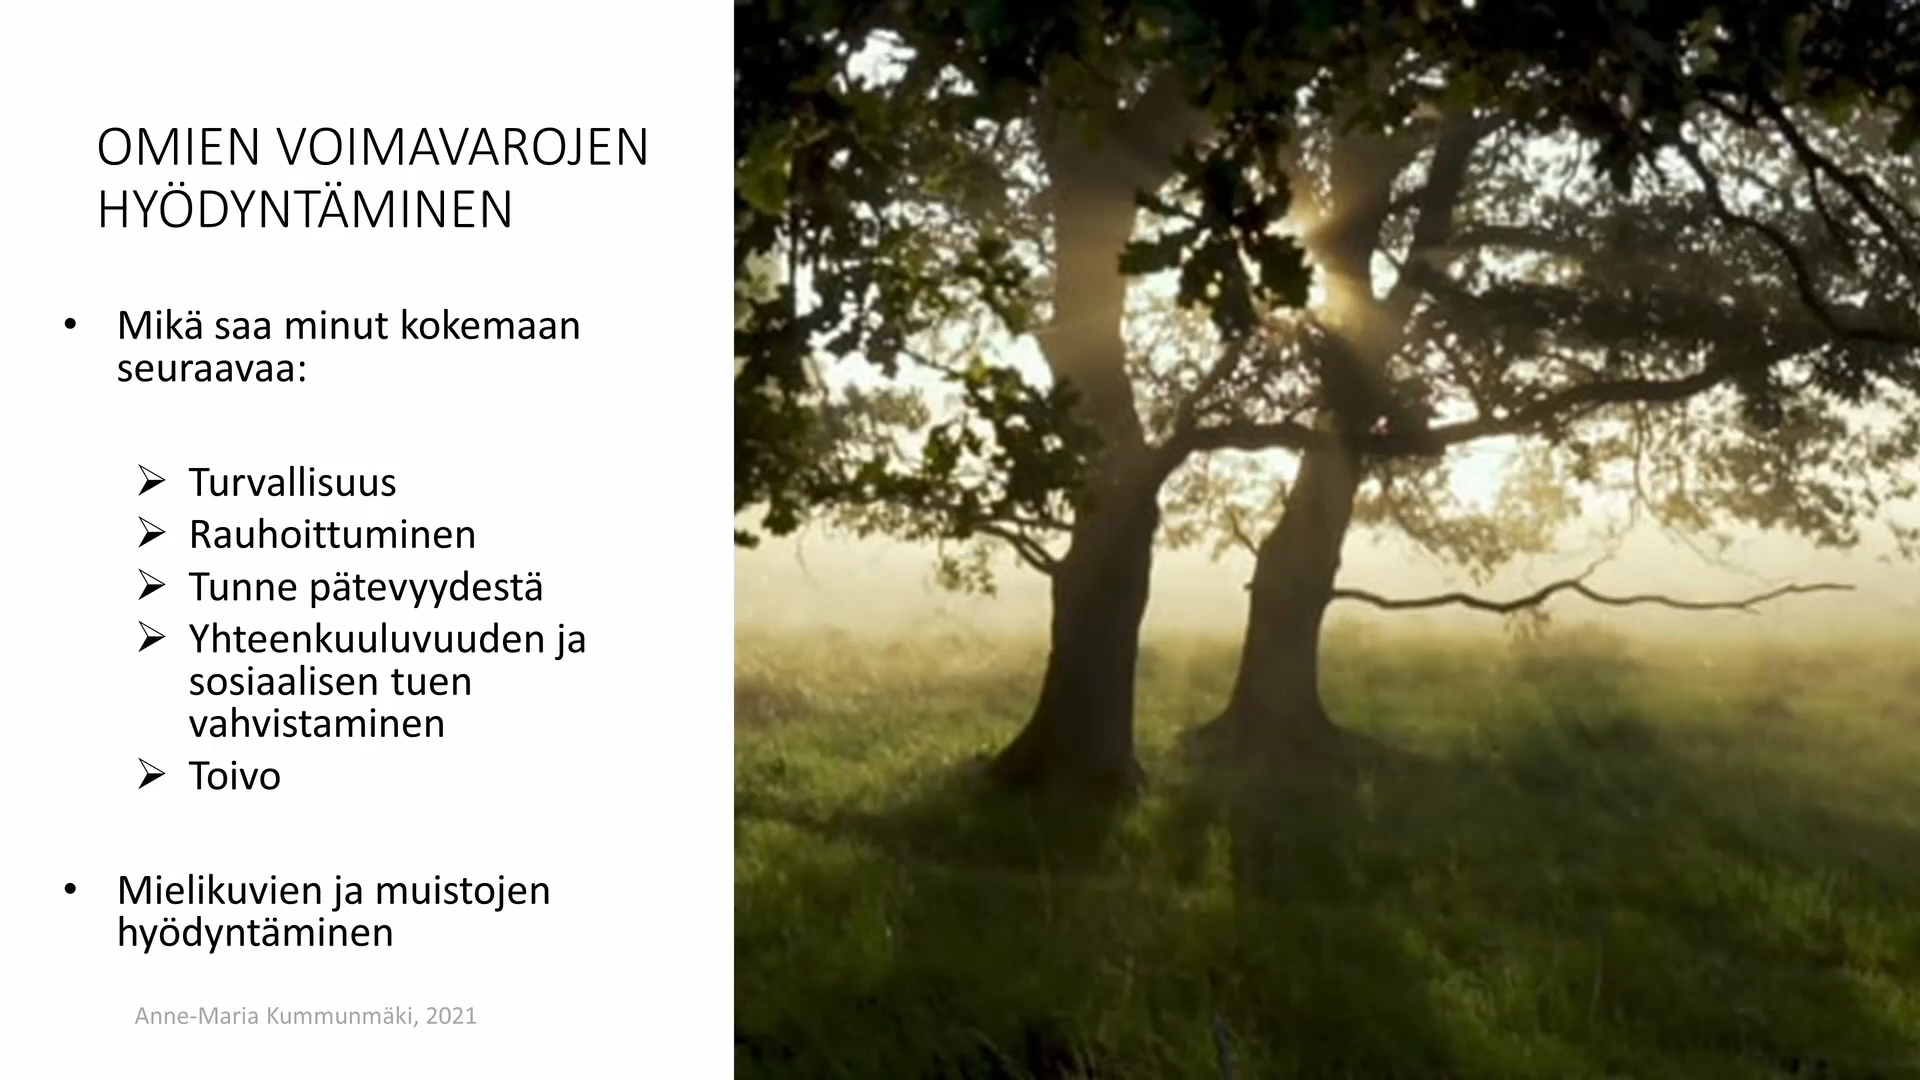 OMIEN VOIMAVAROJEN
HYÖDYNTÄMINEN
• Mikä saa minut kokemaan
seuraavaa:
➢ Turvallisuus
➢ Rauhoittuminen
➢ Tunne pätevyydestä
➢ Yhteenkuuluvuuden ja
sosiaalisen tuen
vahvistaminen
➢ Toivo
• Mielikuvien ja muistojen
hyödyntäminen
Anne-Maria Kummunmäki, 2021